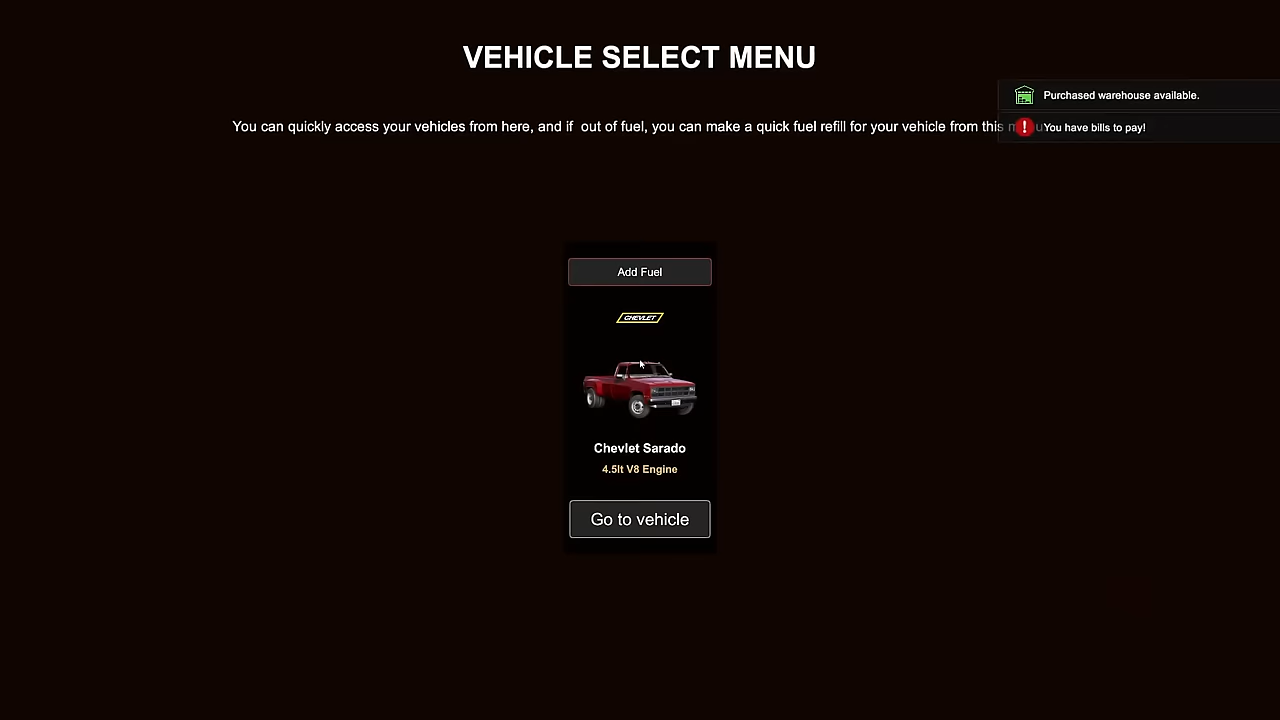 VEHICLE SELECT MENU
Purchased warehouse available.
You can quickly access your vehicles from here, and if out of fuel, you can make a quick fuel refill for your vehicle from this
You have bills to pay!
Add Fuel
CHEVLET
Chevlet Sarado
4.5lt V8 Engine
Go to vehicle